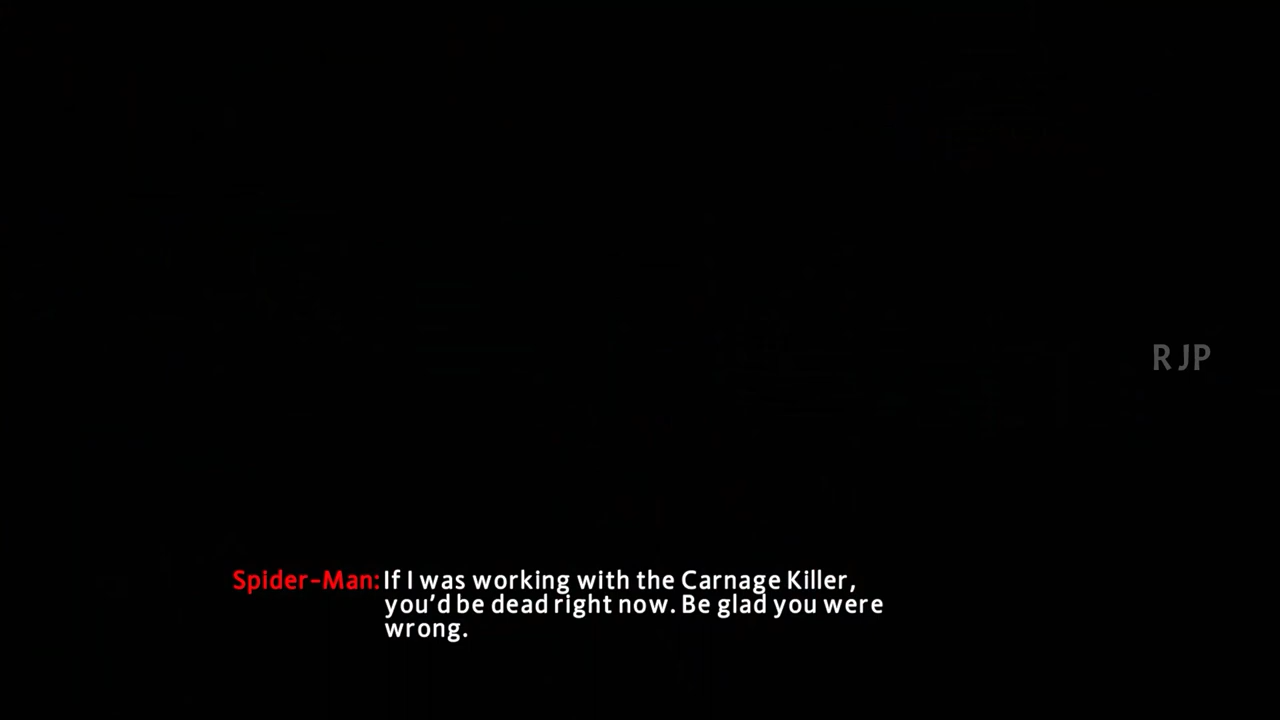 R JP
Spider-Man: If I was working with the Carnage Killer,
you'd be dead right now. Be glad you were
wrong.